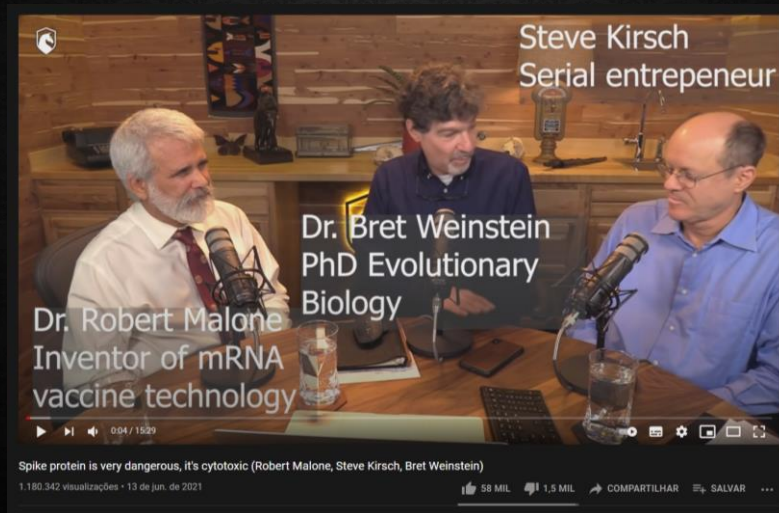 Steve Kirsch
Serial entrepeneur
Dr. Bret Weinstein
PhD Evolutionary
Biology
Dr. Robert Malone
Inventor of mRNA
vaccine technology
0:04 / 15:29
Spike protein is very dangerous, it's cytotoxic (Robert Malone, Steve Kirsch, Bret Weinstein)
1.180.342 visualizações • 13 de jun. de 2021
58 MIL 1,5 MIL COMPARTILHAR SALVAR